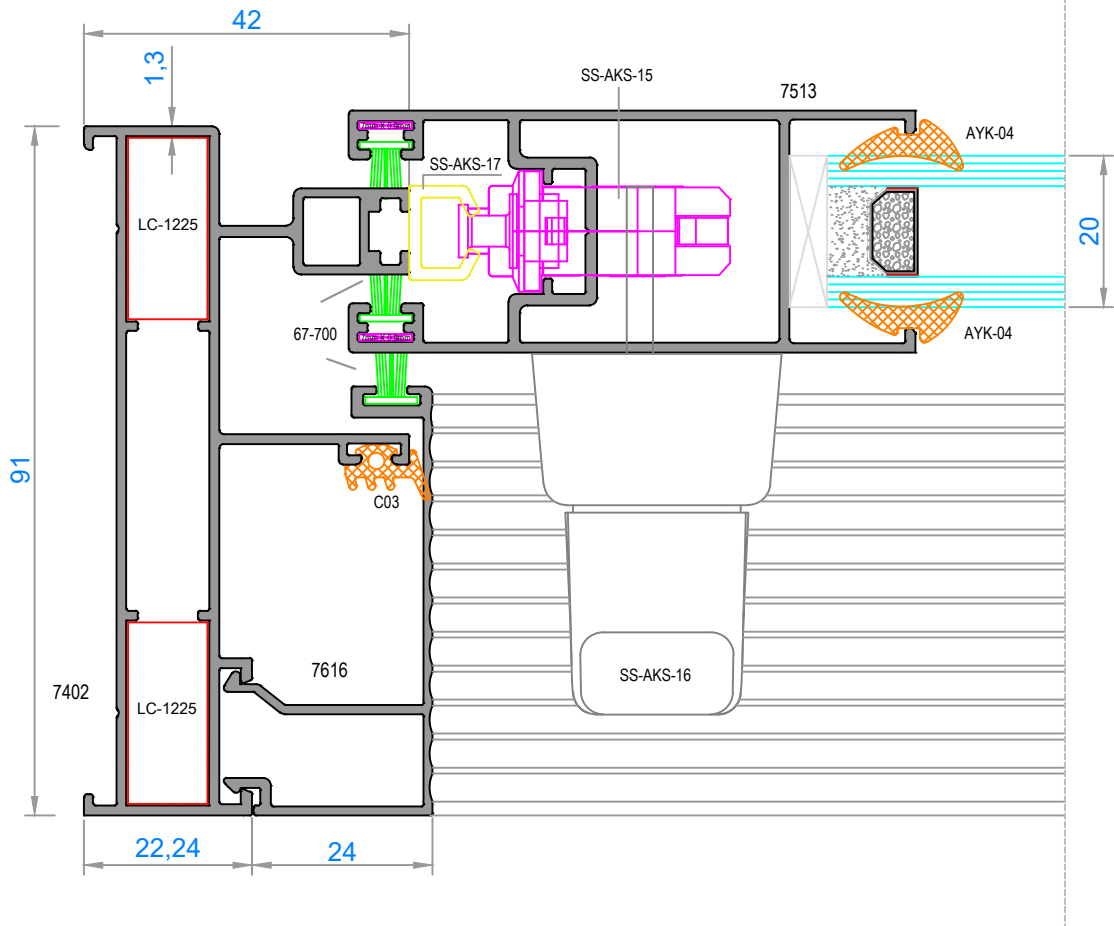 42
1,3
SS-AKS-15
7513
AYK-04
SS-AKS-17
LC-1225
20
67-700
AYK-04
91
C03
7616
7402
SS-AKS-16
LC-1225
22,24
24